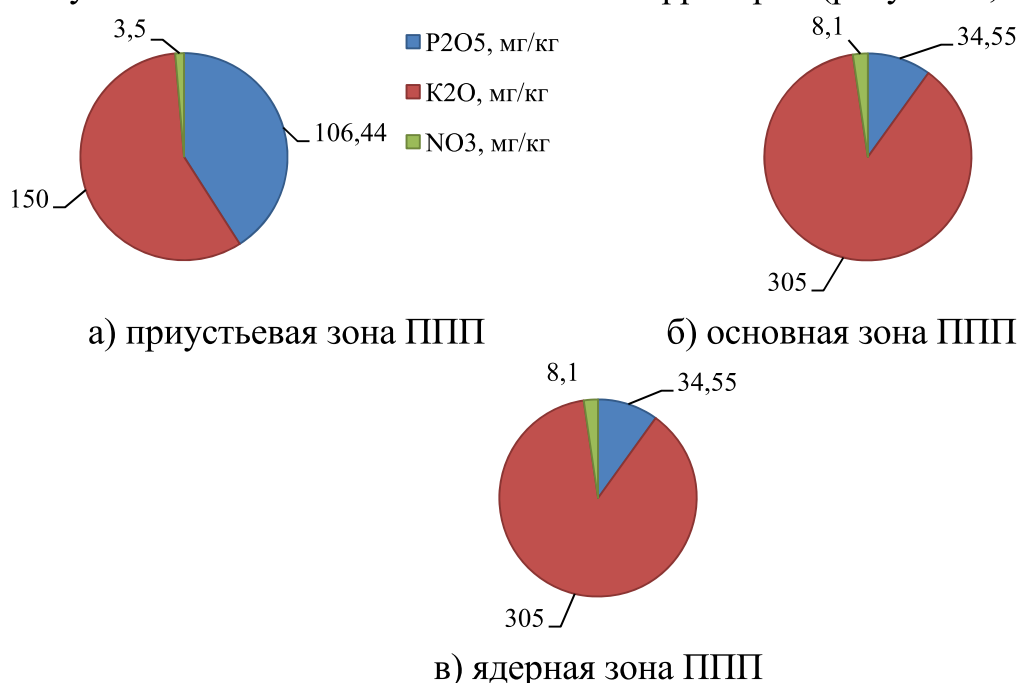 3,5
P2O5, мг/кг
K2O, мг/кг
NO3, мг/кг
106,44
150
8,1
34,55
305
а) приустьевая зона ППП
б) основная зона ППП
8,1
34,55
305
в) ядерная зона ППП